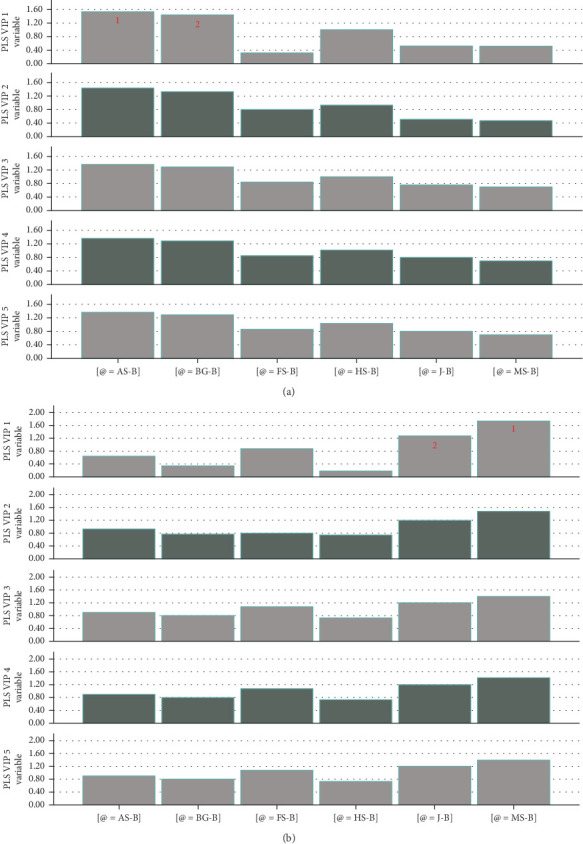 PLS VIP 1
variable
1.60
1.20
0.80
0.40
0.00
1
2
PLS VIP 2
variable
1.60
1.20
0.80
0.40
0.00
PLS VIP 3
variable
1.60
1.20
0.80
0.40
0.00
PLS VIP 4
variable
1.60
1.20
0.80
0.40
0.00
PLS VIP 5
variable
1.60
1.20
0.80
0.40
0.00
[@ = AS-B] [@ = BG-B] [@ = FS-B] [@ = HS-B] [@ = J-B] [@ = MS-B]
(a)
PLS VIP 1
variable
2.00
1.60
1.20
0.80
0.40
0.00
2
1
PLS VIP 2
variable
2.00
1.60
1.20
0.80
0.40
0.00
PLS VIP 3
variable
2.00
1.60
1.20
0.80
0.40
0.00
PLS VIP 4
variable
2.00
1.60
1.20
0.80
0.40
0.00
PLS VIP 5
variable
2.00
1.60
1.20
0.80
0.40
0.00
[@ = AS-B] [@ = BG-B] [@ = FS-B] [@ = HS-B] [@ = J-B] [@ = MS-B]
(b)